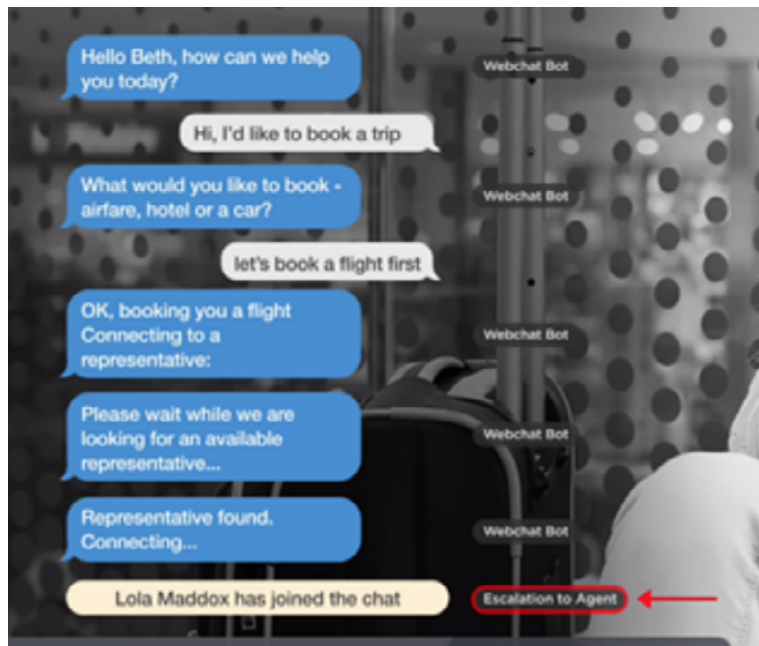 Hello Beth, how can we help
you today?
Webchat Bot
Hi, I'd like to book a trip
What would you like to book -
airfare, hotel or a car?
Webchat Bot
let's book a flight first
OK, booking you a flight
Connecting to a
representative:
Webchat Bot
Please wait while we are
looking for an available
representative...
Webchat Bot
Representative found.
Connecting...
Webchat Bot
Lola Maddox has joined the chat
Escalation to Agent